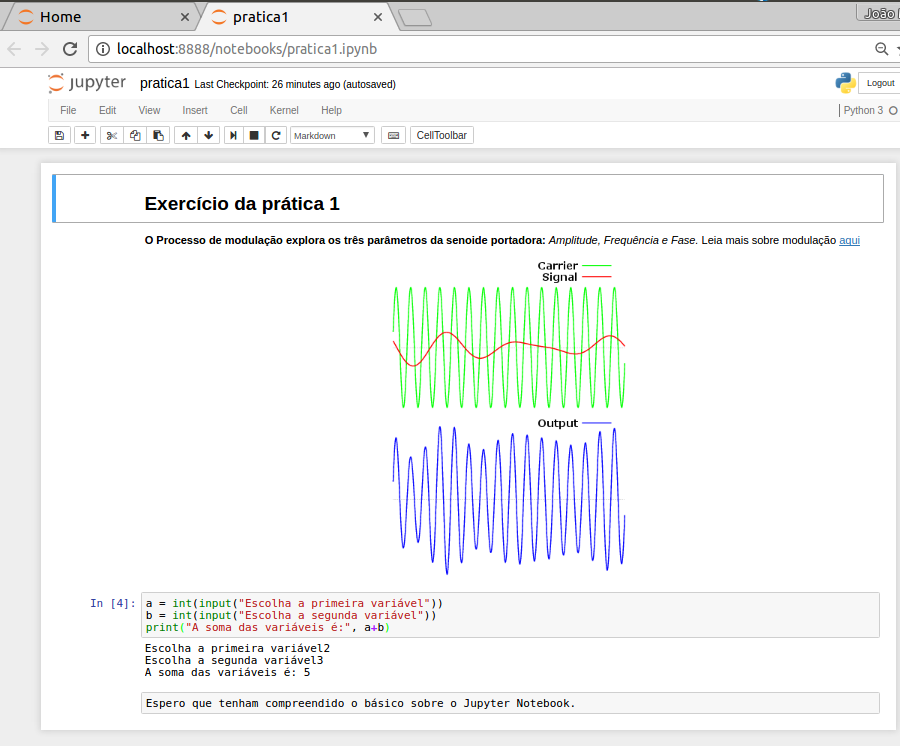 Home
pratica1
João
localhost:8888/notebooks/pratica1.ipynb
jupyter pratica1 Last Checkpoint: 26 minutes ago (autosaved)
Logout
File Edit View Insert Cell Kernel Help
Python 3
Markdown CellToolbar
Exercício da prática 1
O Processo de modulação explora os três parâmetros da senoide portadora: Amplitude, Frequência e Fase. Leia mais sobre modulação aqui
Carrier
Signal
Output
In [4]: a = int(input("Escolha a primeira variável"))
b = int(input("Escolha a segunda variável"))
print("A soma das variáveis é:", a+b)
Escolha a primeira variável2
Escolha a segunda variável3
A soma das variáveis é: 5
Espero que tenham compreendido o básico sobre o Jupyter Notebook.